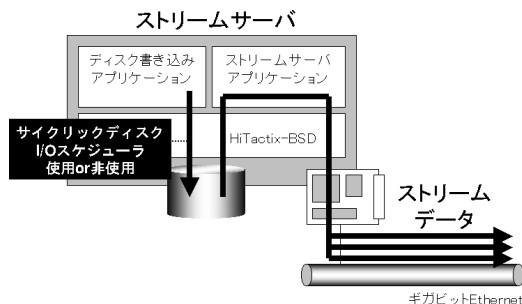 ストリームサーバ
ディスク書き込み
アプリケーション
ストリームサーバ
アプリケーション
サイクリックディスク
I/Oスケジューラ
使用or非使用
HiTactix-BSD
ストリーム
データ
ギガビットEthernet